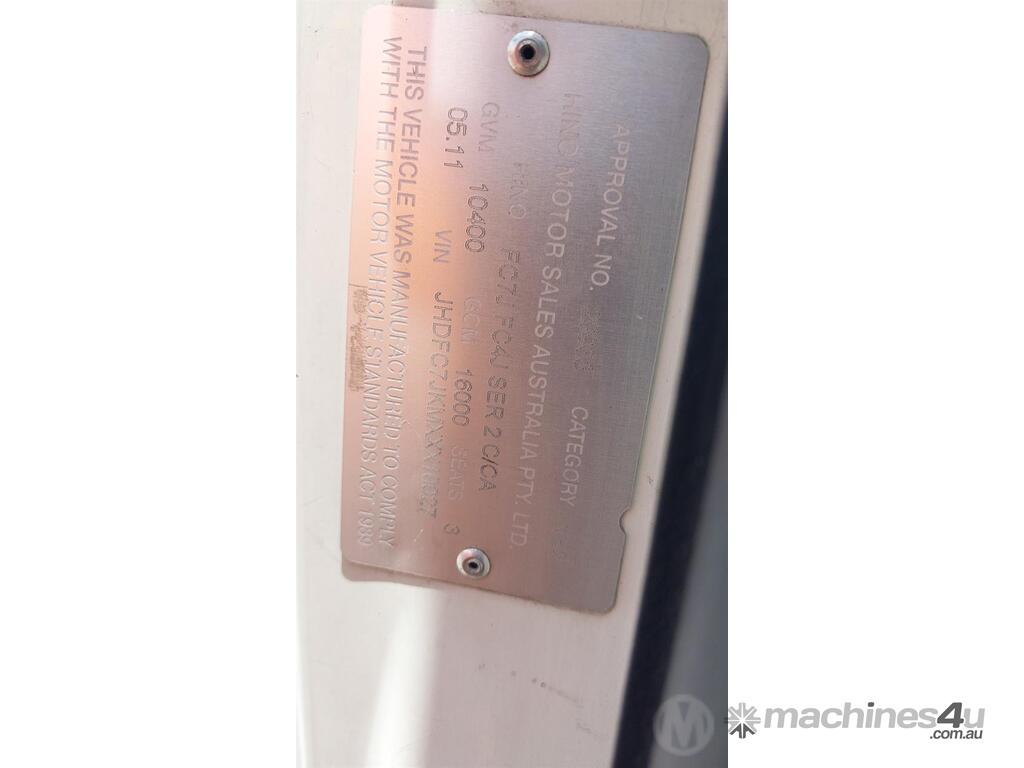 APPROVAL NO. CATEGORY
HINO MOTOR SALES AUSTRALIA PTY. LTD.
HINO FC7J FC4J SER 2 C/CA
GVM 10400 GCM 16000 SEATS 3
05.11 VIN
THIS VEHICLE WAS MANUFACTURED TO COMPLY
WITH THE MOTOR VEHICLE STANDARDS ACT 1989
M machines4u
.com.au